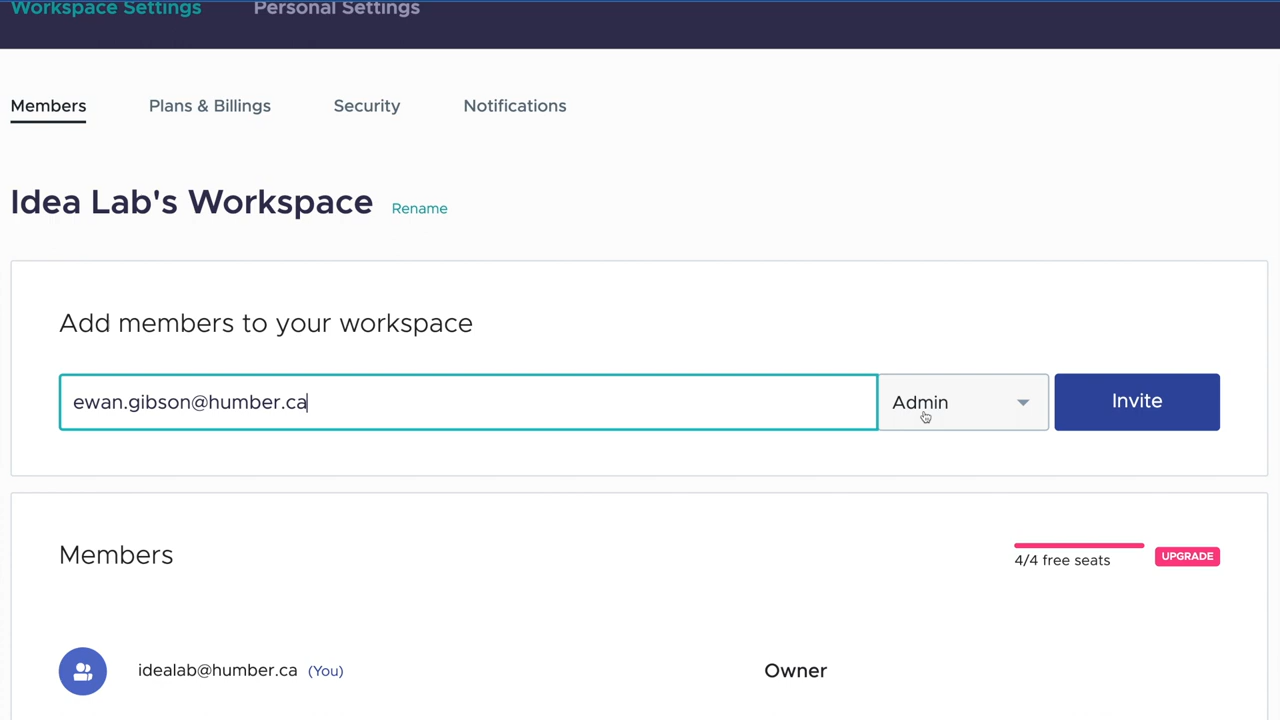 Workspace Settings Personal Settings
Members Plans & Billings Security Notifications
Idea Lab's Workspace Rename
Add members to your workspace
ewan.gibson@humber.ca Admin Invite
Members
4/4 free seats UPGRADE
idealab@humber.ca (You) Owner